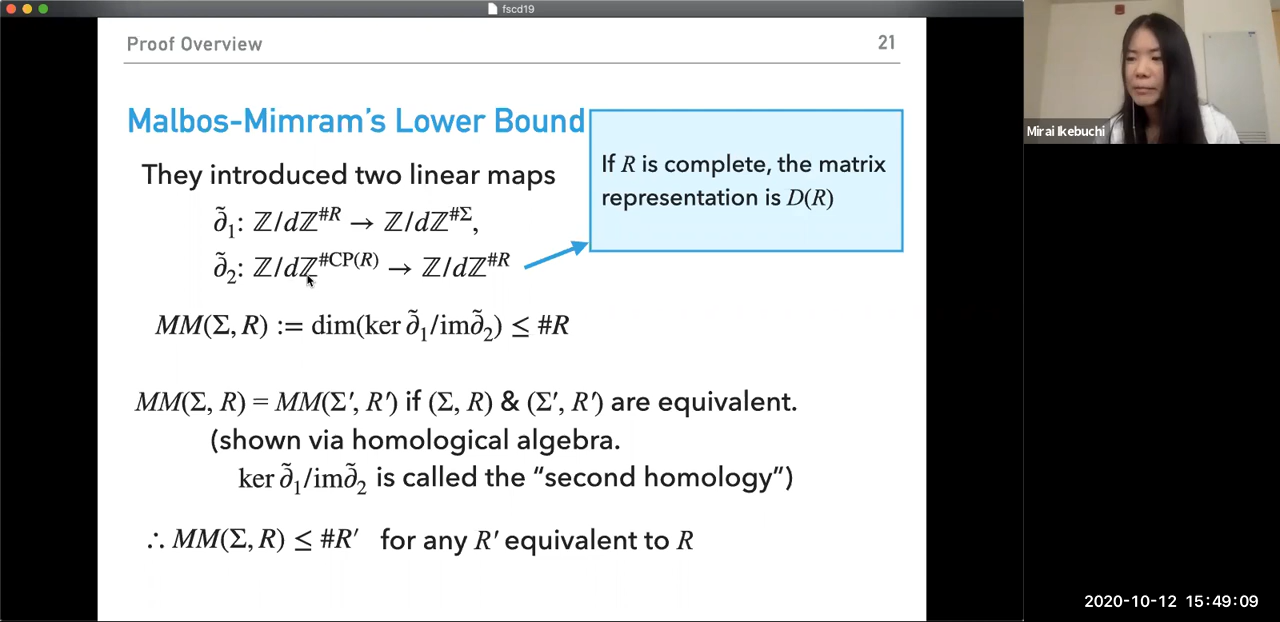 fscd19
Proof Overview
21
Malbos-Mimram's Lower Bound
They introduced two linear maps
∂̃₁: ℤ/dℤ^#R → ℤ/dℤ^#Σ,
∂̃₂: ℤ/dℤ^#CP(R) → ℤ/dℤ^#R
If R is complete, the matrix
representation is D(R)
MM(Σ, R) := dim(ker ∂̃₁/im∂̃₂) ≤ #R
MM(Σ, R) = MM(Σ′, R′) if (Σ, R) & (Σ′, R′) are equivalent.
(shown via homological algebra.
ker ∂̃₁/im∂̃₂ is called the “second homology”)
∴ MM(Σ, R) ≤ #R′ for any R′ equivalent to R
Mirai Ikebuchi
2020-10-12 15:49:09